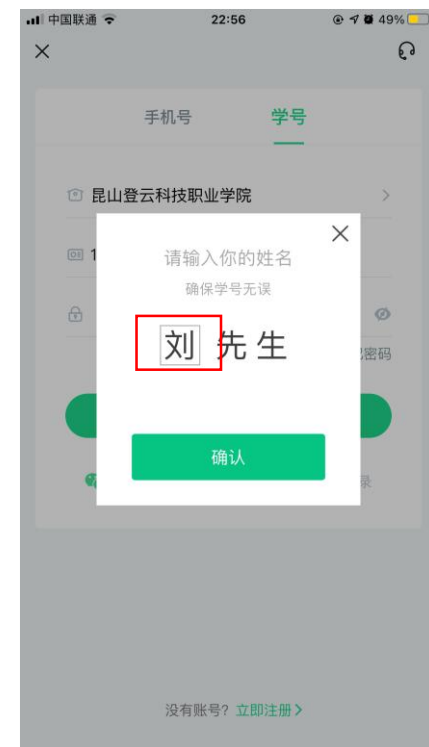 中国联通 22:56 49%
手机号 学号
昆山登云科技职业学院
1
请输入你的姓名
确保学号无误
刘 先生
密码
确认
录
没有账号? 立即注册